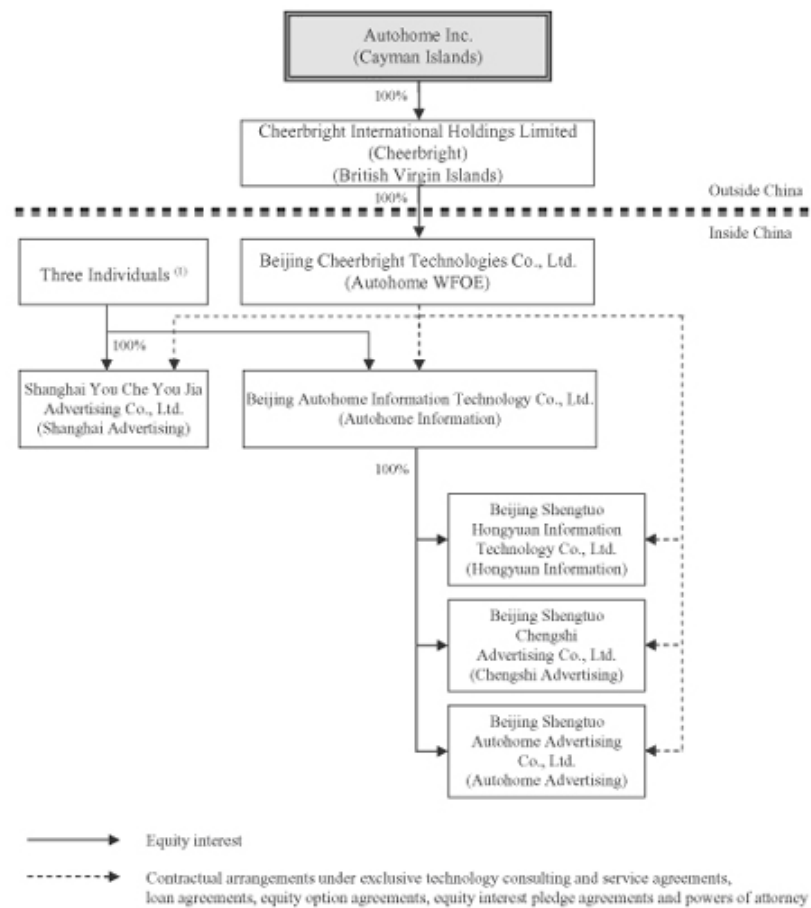 Autohome Inc.
(Cayman Islands)
100%
Cheerbright International Holdings Limited
(Cheerbright)
(British Virgin Islands)
100%
Outside China
Inside China
Three Individuals (1)
Beijing Cheerbright Technologies Co., Ltd.
(Autohome WFOE)
100%
Shanghai You Che You Jia
Advertising Co., Ltd.
(Shanghai Advertising)
Beijing Autohome Information Technology Co., Ltd.
(Autohome Information)
100%
Beijing Shengtuo
Hongyuan Information
Technology Co., Ltd.
(Hongyuan Information)
Beijing Shengtuo
Chengshi
Advertising Co., Ltd.
(Chengshi Advertising)
Beijing Shengtuo
Autohome Advertising
Co., Ltd.
(Autohome Advertising)
Equity interest
Contractual arrangements under exclusive technology consulting and service agreements,
loan agreements, equity option agreements, equity interest pledge agreements and powers of attorney